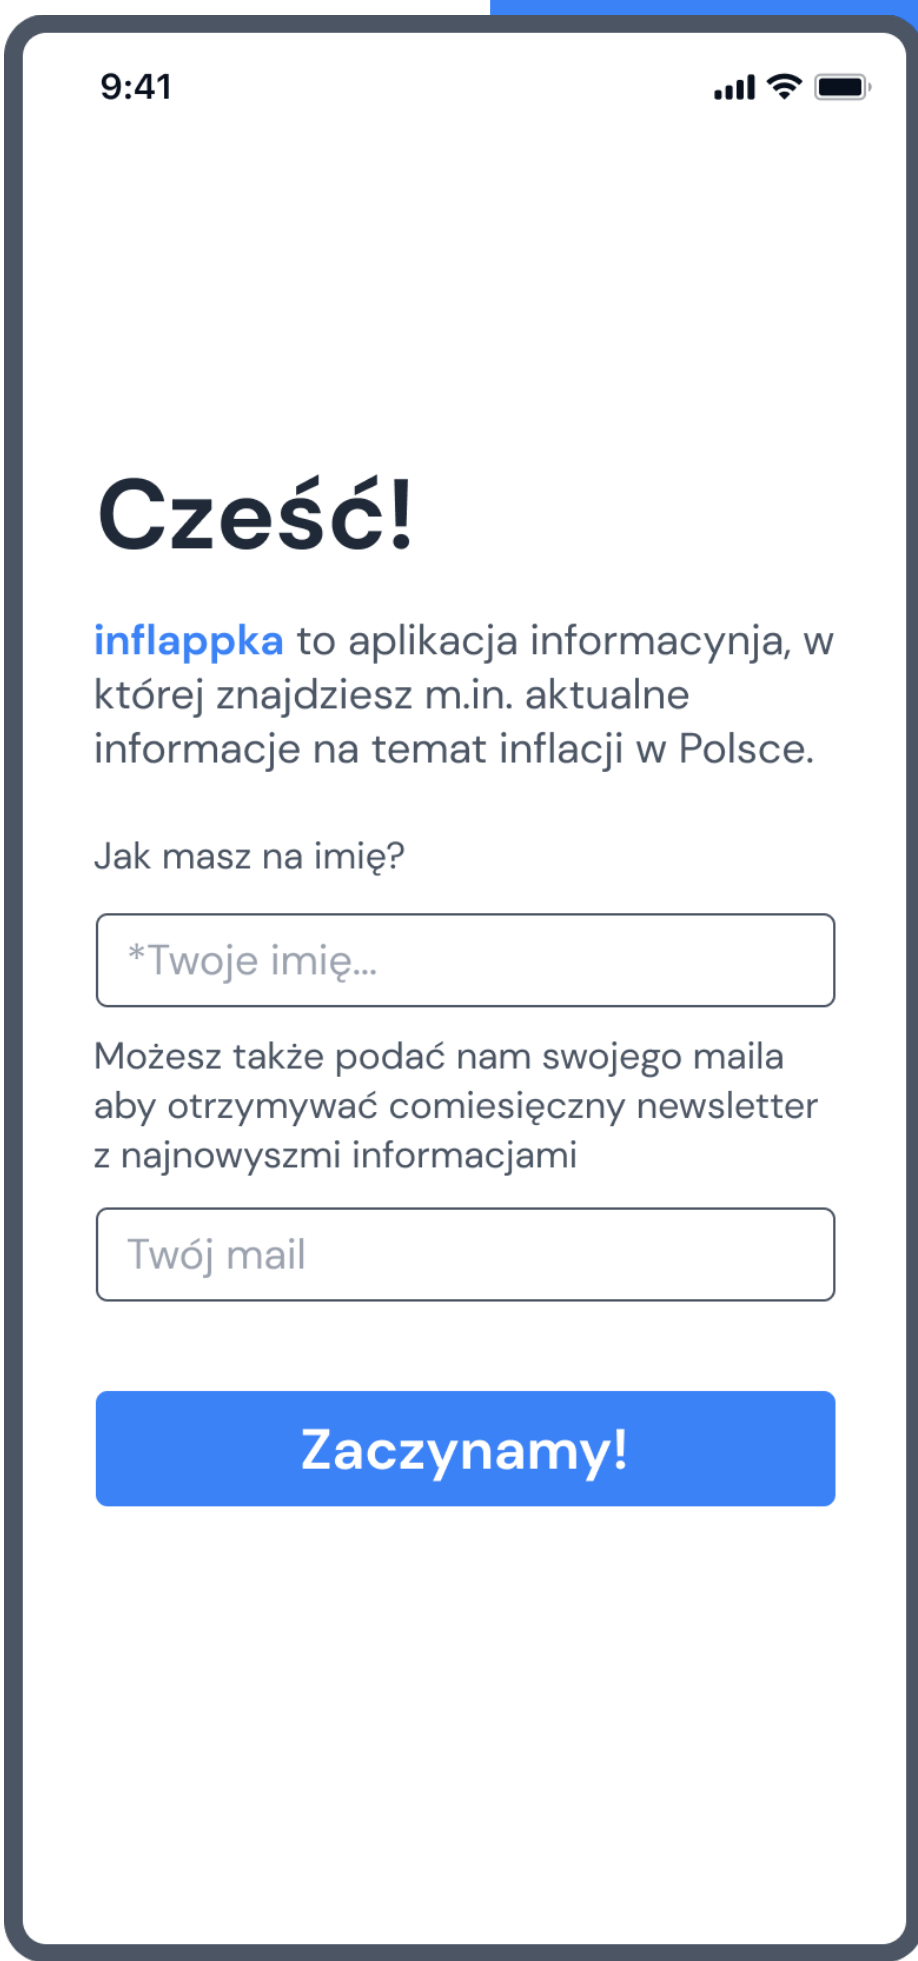 9:41
Cześć!
inflappka to aplikacja informacynja, w
której znajdziesz m.in. aktualne
informacje na temat inflacji w Polsce.
Jak masz na imię?
*Twoje imię...
Możesz także podać nam swojego maila
aby otrzymywać comiesięczny newsletter
z najnowyszmi informacjami
Twój mail
Zaczynamy!